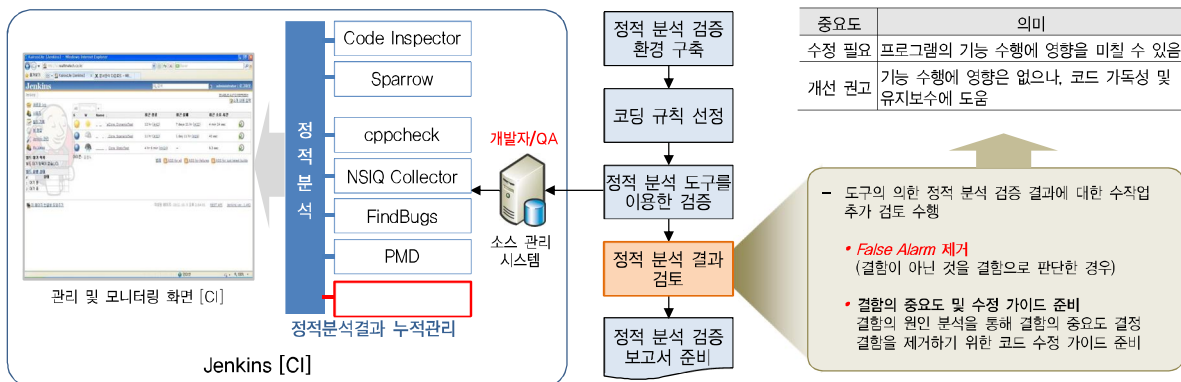 Jenkins
관리 및 모니터링 화면 [CI]
정적분석
Code Inspector
Sparrow
cppcheck
NSIQ Collector
FindBugs
PMD
정적분석결과 누적관리
Jenkins [CI]
개발자/QA
소스 관리
시스템
정적 분석 검증
환경 구축
코딩 규칙 선정
정적 분석 도구를
이용한 검증
정적 분석 결과
검토
정적 분석 검증
보고서 준비
중요도 의미
수정 필요 프로그램의 기능 수행에 영향을 미칠 수 있음
개선 권고 기능 수행에 영향은 없으나, 코드 가독성 및
유지보수에 도움
– 도구의 의한 정적 분석 검증 결과에 대한 수작업
추가 검토 수행
• False Alarm 제거
(결함이 아닌 것을 결함으로 판단한 경우)
• 결함의 중요도 및 수정 가이드 준비
결함의 원인 분석을 통해 결함의 중요도 결정
결함을 제거하기 위한 코드 수정 가이드 준비